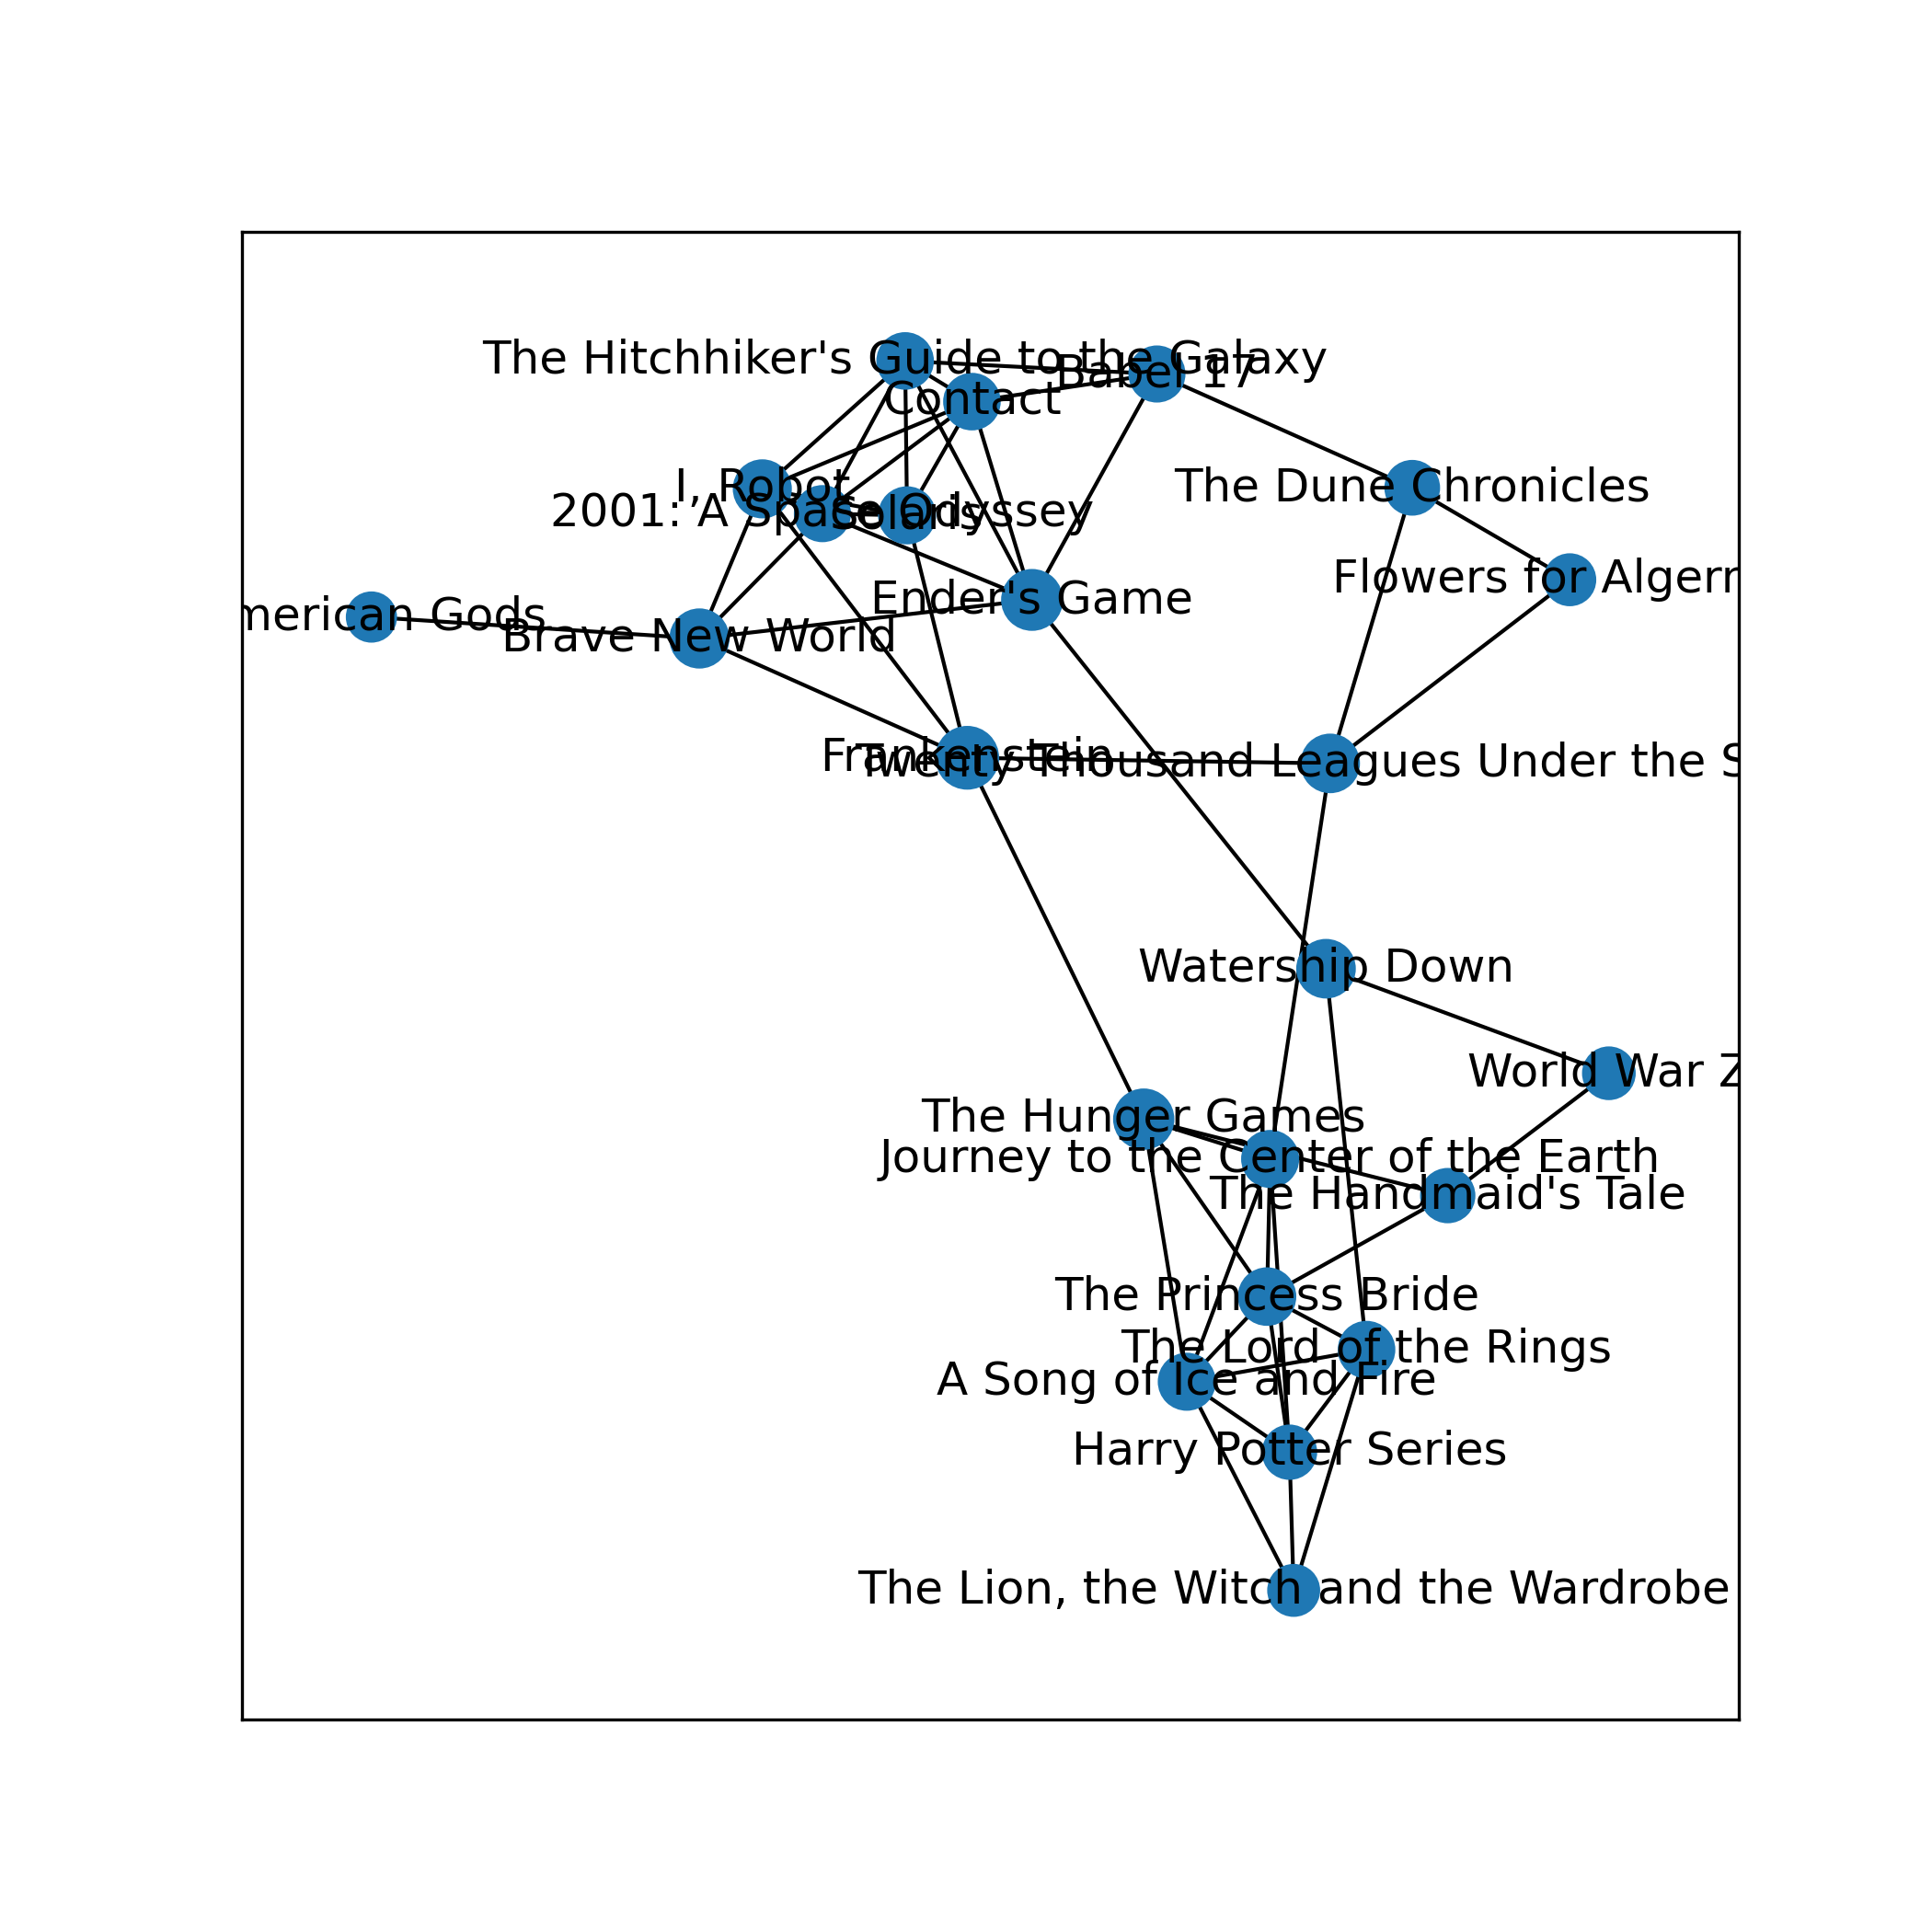 The Hitchhiker's Guide to the Galaxy
Babel 17
Contact
I, Robot
The Dune Chronicles
2001: A Space Odyssey
Solaris
Flowers for Algern
Ender's Game
merican Gods
Brave New World
Frankenstein
Twenty Thousand Leagues Under the S
Watership Down
World War Z
The Hunger Games
Journey to the Center of the Earth
The Handmaid's Tale
The Princess Bride
The Lord of the Rings
A Song of Ice and Fire
Harry Potter Series
The Lion, the Witch and the Wardrobe